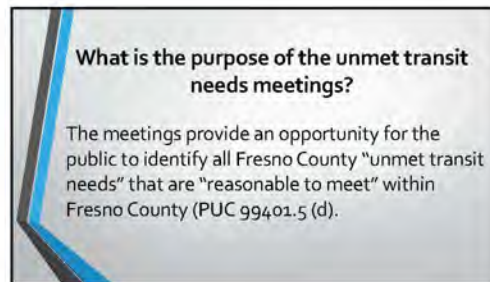 What is the purpose of the unmet transit
needs meetings?
The meetings provide an opportunity for the
public to identify all Fresno County “unmet transit
needs” that are “reasonable to meet” within
Fresno County (PUC 99401.5 (d).